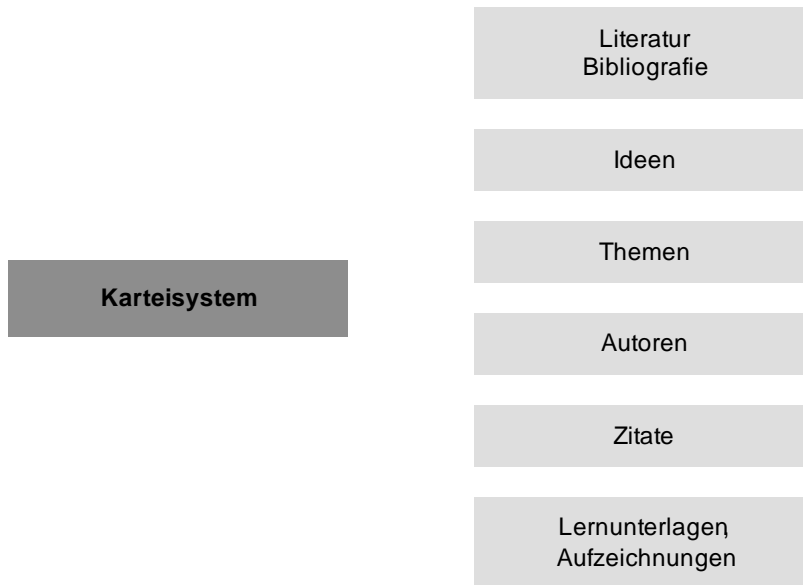 Literatur
Bibliografie
Ideen
Themen
Karteisystem
Autoren
Zitate
Lernunterlagen,
Aufzeichnungen